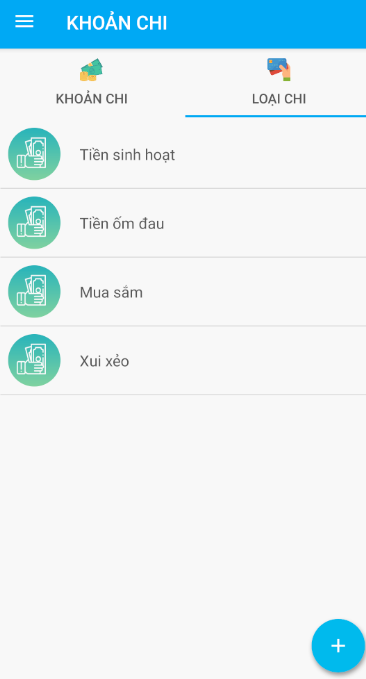 KHOẢN CHI
KHOẢN CHI
LOẠI CHI
Tiền sinh hoạt
Tiền ốm đau
Mua sắm
Xui xẻo